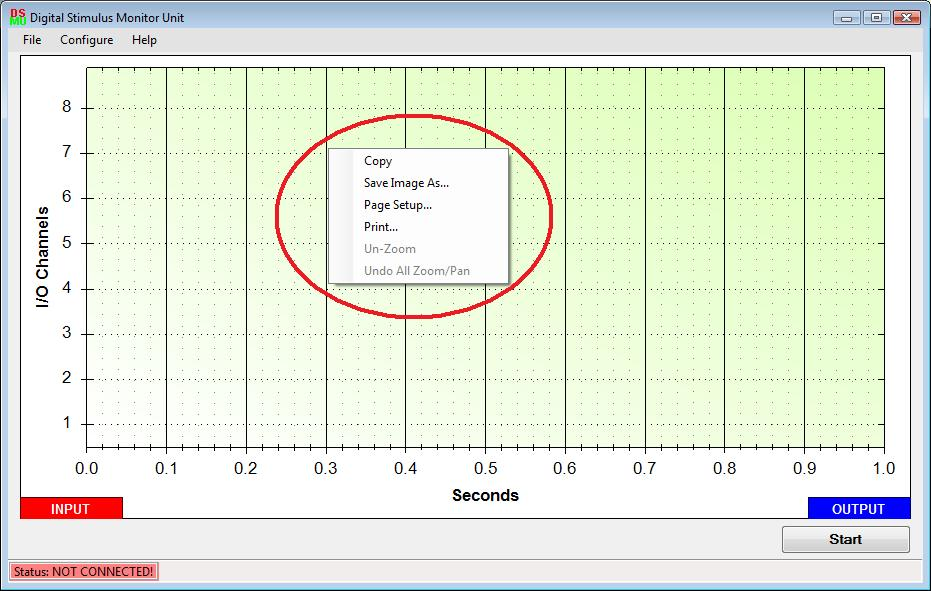 DS
MU
Digital Stimulus Monitor Unit
File Configure Help
I/O Channels
8
7
6
5
4
3
2
1
Copy
Save Image As...
Page Setup...
Print...
Un-Zoom
Undo All Zoom/Pan
0.0 0.1 0.2 0.3 0.4 0.5 0.6 0.7 0.8 0.9 1.0
Seconds
INPUT
OUTPUT
Start
Status: NOT CONNECTED!